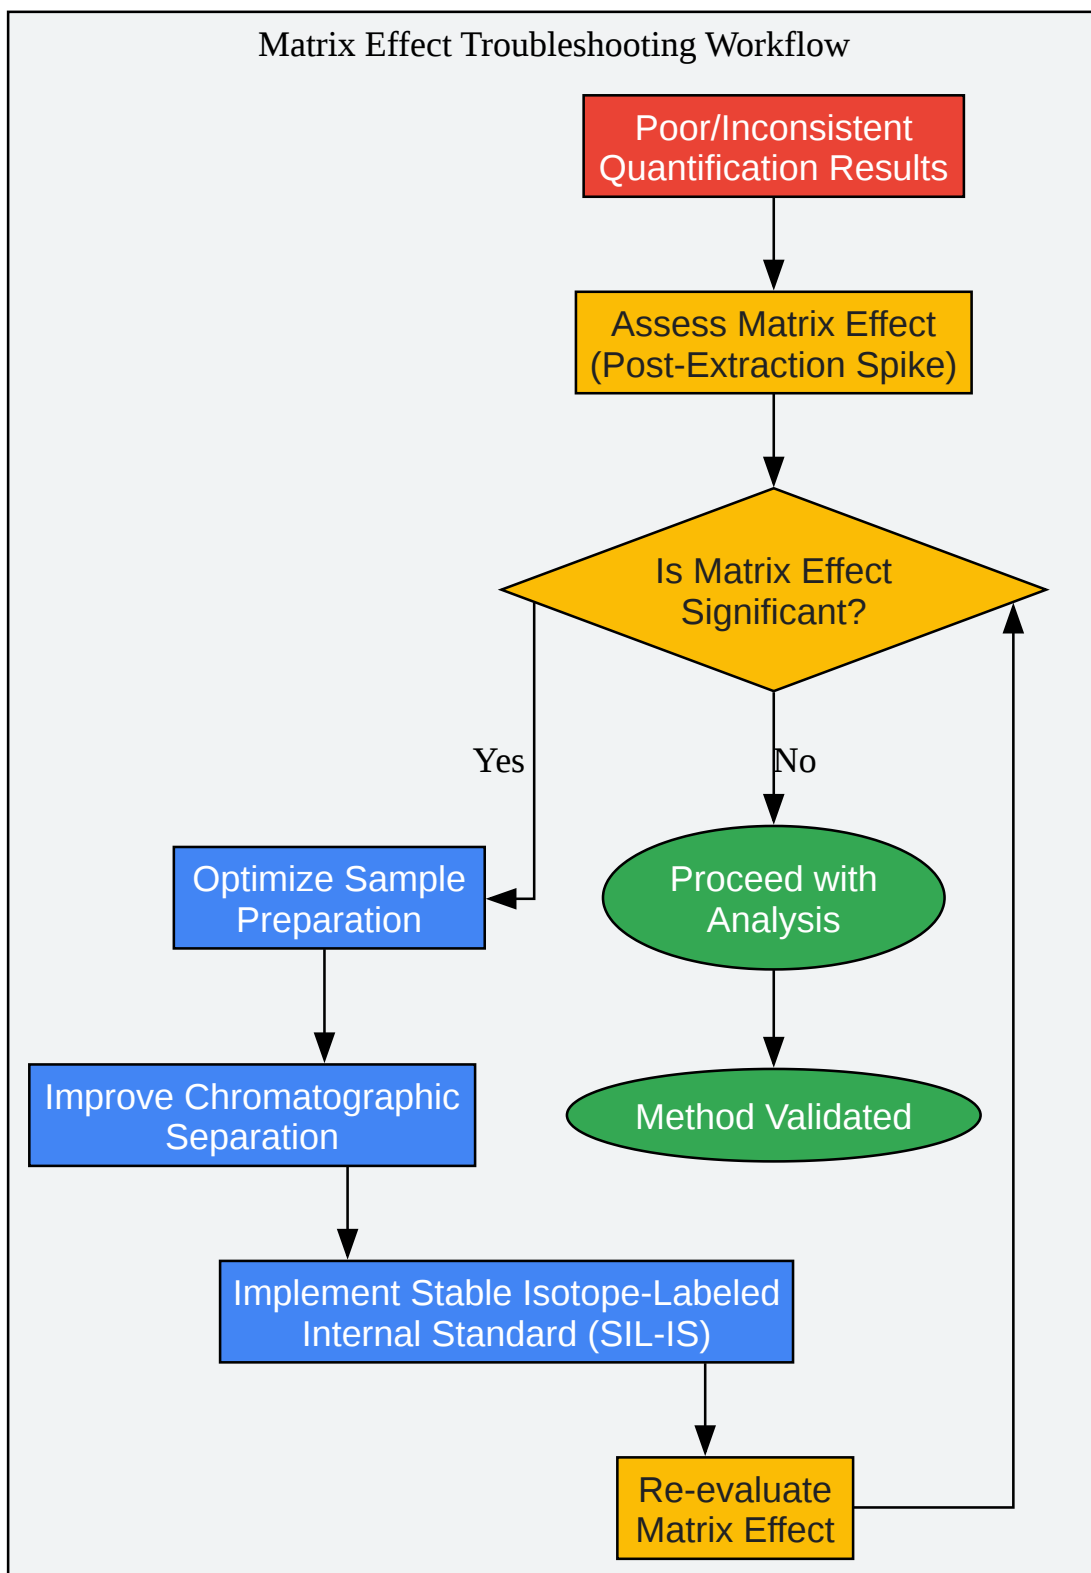 Matrix Effect Troubleshooting Workflow
Poor/Inconsistent
Quantification Results
Assess Matrix Effect
(Post-Extraction Spike)
Is Matrix Effect
Significant?
Yes
No
Optimize Sample
Preparation
Proceed with
Analysis
Improve Chromatographic
Separation
Method Validated
Implement Stable Isotope-Labeled
Internal Standard (SIL-IS)
Re-evaluate
Matrix Effect